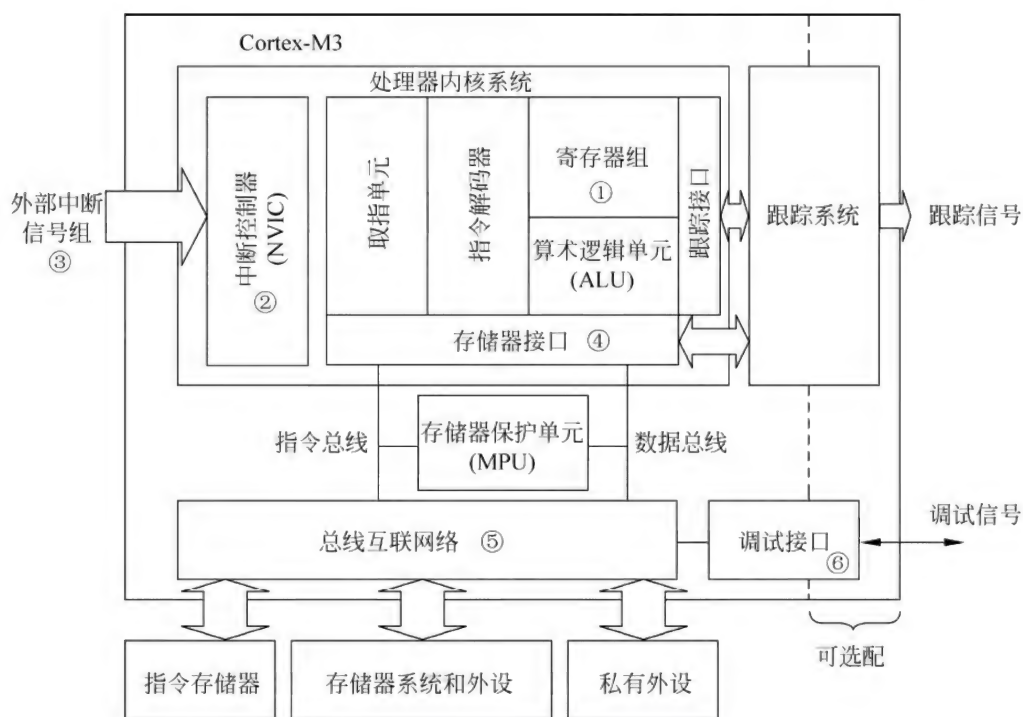 Cortex-M3
处理器内核系统
外部中断
信号组
③
中断控制器
(NVIC)
②
取指单元
指令解码器
寄存器组
①
算术逻辑单元
(ALU)
跟踪接口
跟踪系统
跟踪信号
存储器接口 ④
指令总线
存储器保护单元
(MPU)
数据总线
总线互联网络 ⑤
调试接口
⑥
调试信号
可选配
指令存储器
存储器系统和外设
私有外设